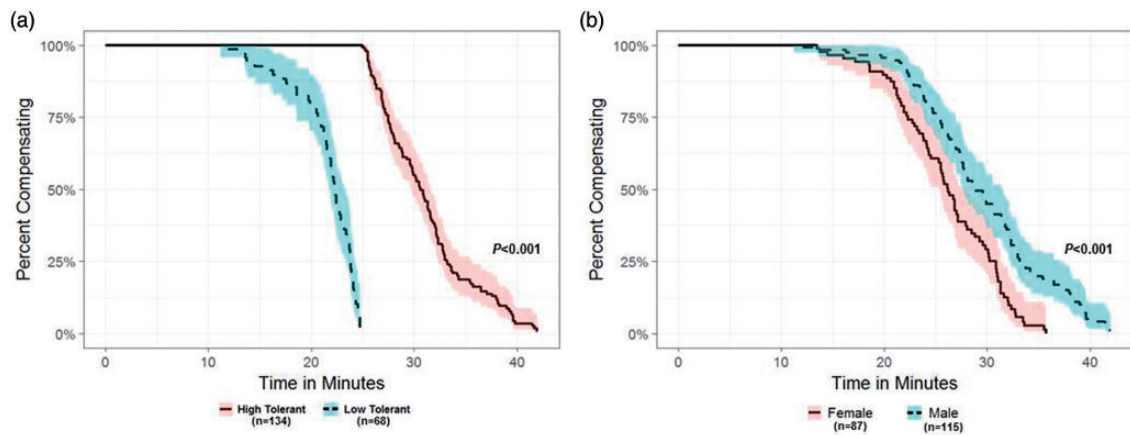 (a)
Percent Compensating
100%
75%
50%
25%
0%
P<0.001
0 10 20 30 40
Time in Minutes
High Tolerant Low Tolerant
(n=134) (n=68)
(b)
Percent Compensating
100%
75%
50%
25%
0%
P<0.001
0 10 20 30 40
Time in Minutes
Female Male
(n=87) (n=115)